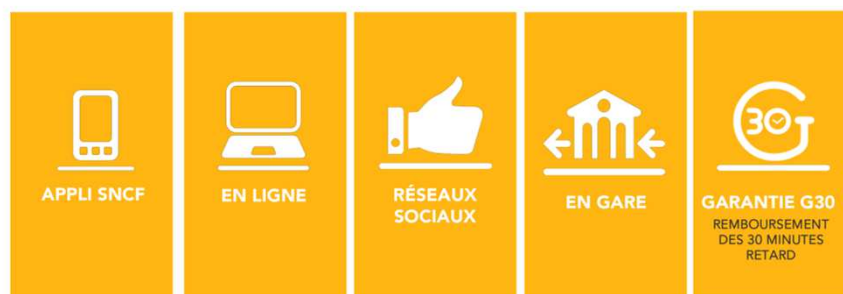 APPLI SNCF
EN LIGNE
RÉSEAUX
SOCIAUX
EN GARE
30
GARANTIE G30
REMBOURSEMENT
DES 30 MINUTES
RETARD